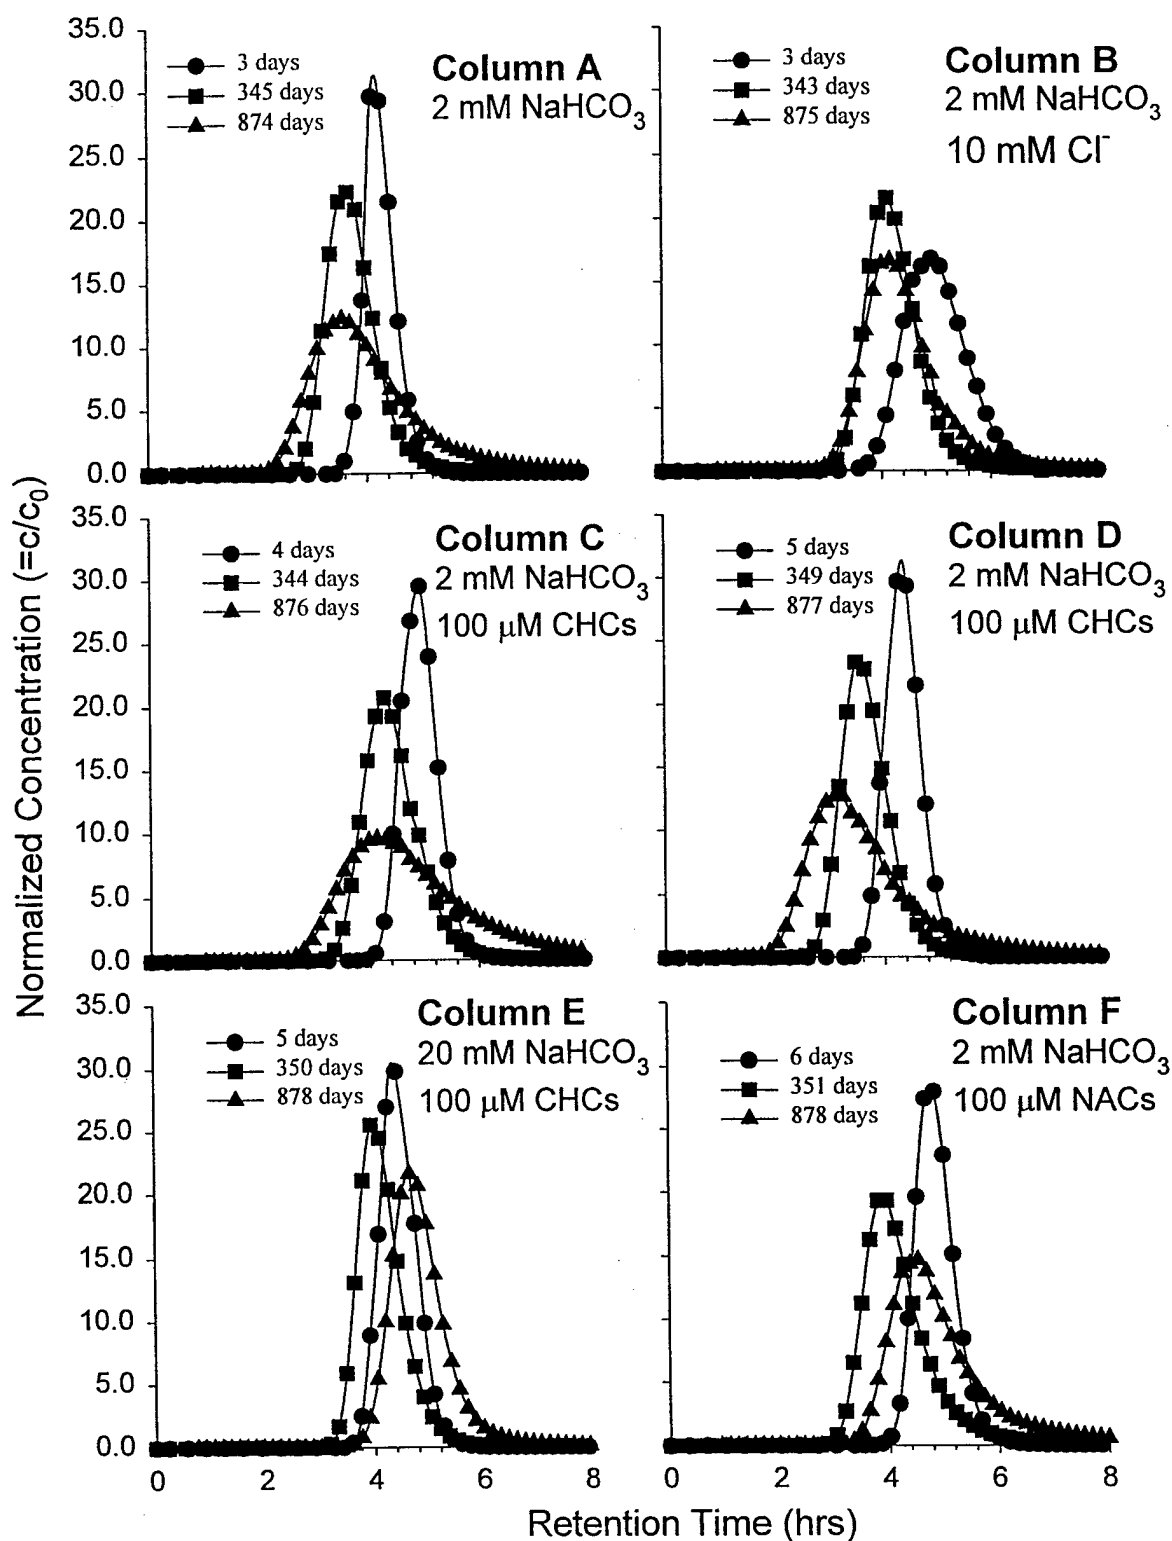 Normalized Concentration (=c/c₀)
35.0
30.0
25.0
20.0
15.0
10.0
5.0
0.0
3 days
345 days
874 days
Column A
2 mM NaHCO₃
3 days
343 days
875 days
Column B
2 mM NaHCO₃
10 mM Cl⁻
35.0
30.0
25.0
20.0
15.0
10.0
5.0
0.0
4 days
344 days
876 days
Column C
2 mM NaHCO₃
100 μM CHCs
5 days
349 days
877 days
Column D
2 mM NaHCO₃
100 μM CHCs
35.0
30.0
25.0
20.0
15.0
10.0
5.0
0.0
5 days
350 days
878 days
Column E
20 mM NaHCO₃
100 μM CHCs
6 days
351 days
878 days
Column F
2 mM NaHCO₃
100 μM NACs
0 2 4 6 8
0 2 4 6 8
Retention Time (hrs)